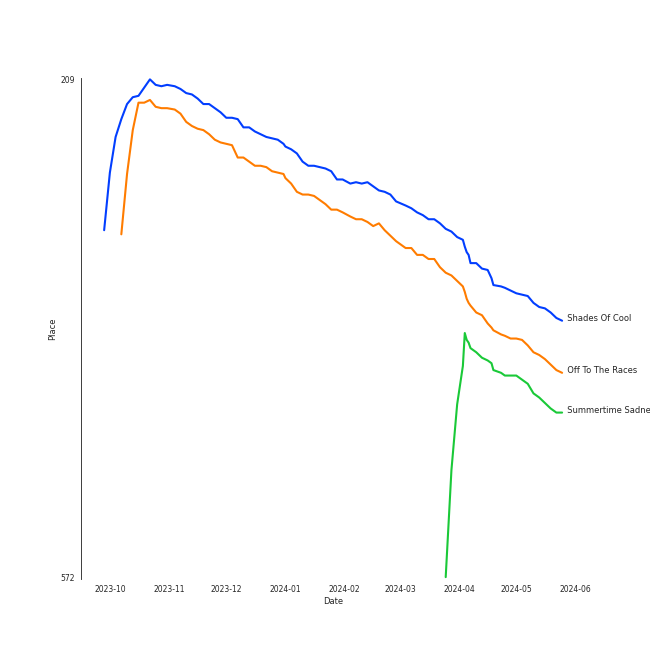 209
Place
Shades Of Cool
Off To The Races
Summertime Sadne
572
2023-10 2023-11 2023-12 2024-01 2024-02 2024-03 2024-04 2024-05 2024-06
Date